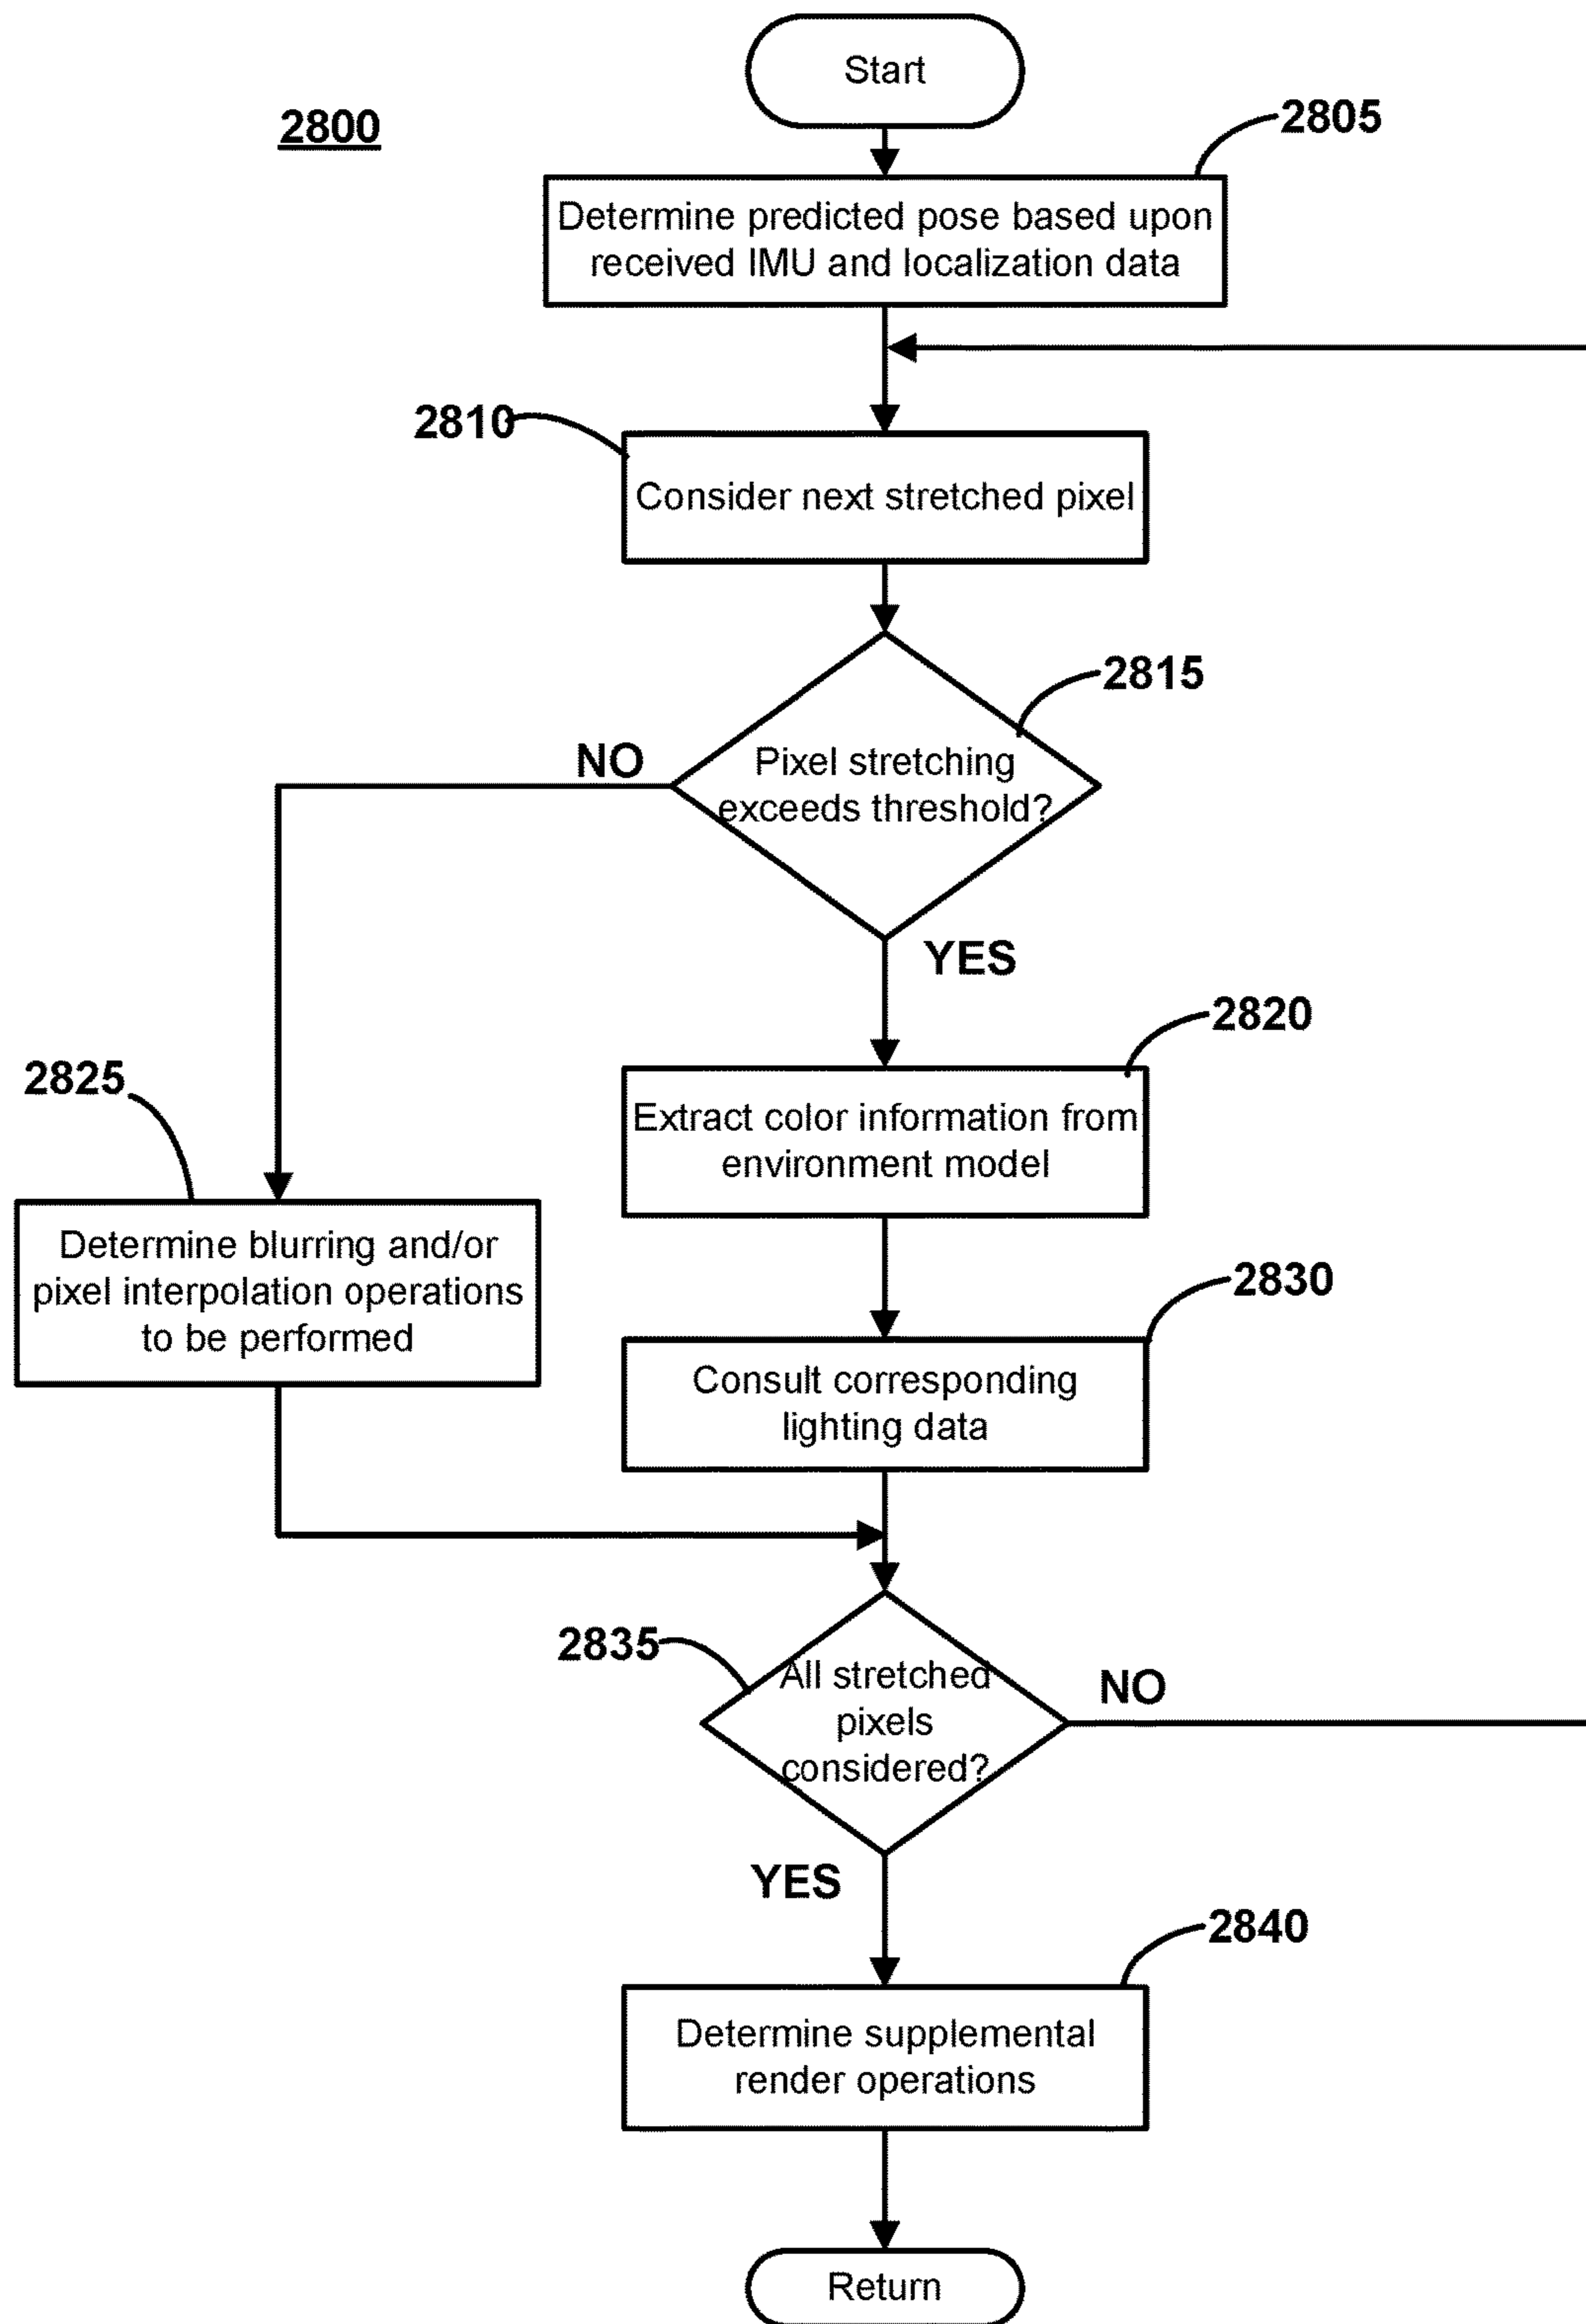 Start
2800
2805
Determine predicted pose based upon
received IMU and localization data
2810
Consider next stretched pixel
2815
NO
Pixel stretching
exceeds threshold?
YES
2820
2825
Extract color information from
environment model
Determine blurring and/or
pixel interpolation operations
to be performed
2830
Consult corresponding
lighting data
2835
All stretched
pixels
considered?
NO
YES
2840
Determine supplemental
render operations
Return